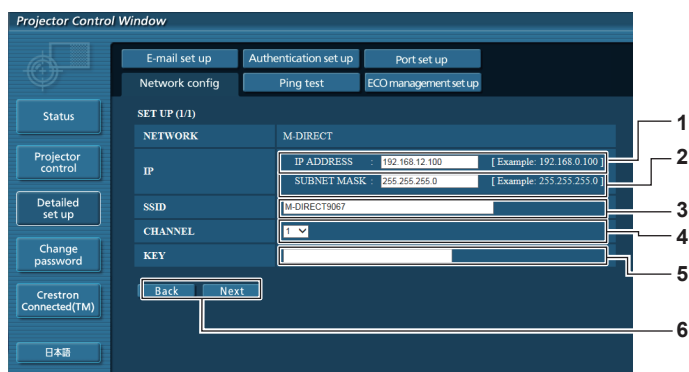 Projector Control Window
E-mail set up Authentication set up Port set up
Network config Ping test ECO management set up
Status
SET UP (1/1)
NETWORK M-DIRECT
1
Projector
control
IP
IP ADDRESS : 192.168.12.100 [ Example: 192.168.0.100 ]
2
SUBNET MASK : 255.255.255.0 [ Example: 255.255.255.0 ]
Detailed
set up
SSID M-DIRECT9067
3
CHANNEL 1
4
Change
password
KEY
5
Back Next
Crestron
Connected(TM)
6
日本語